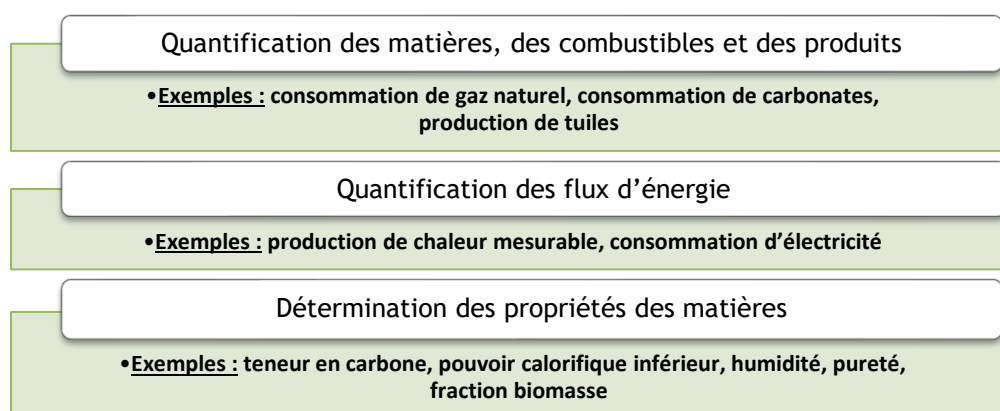 Quantification des matières, des combustibles et des produits
•Exemples : consommation de gaz naturel, consommation de carbonates,
production de tuiles
Quantification des flux d’énergie
•Exemples : production de chaleur mesurable, consommation d’électricité
Détermination des propriétés des matières
•Exemples : teneur en carbone, pouvoir calorifique inférieur, humidité, pureté,
fraction biomasse